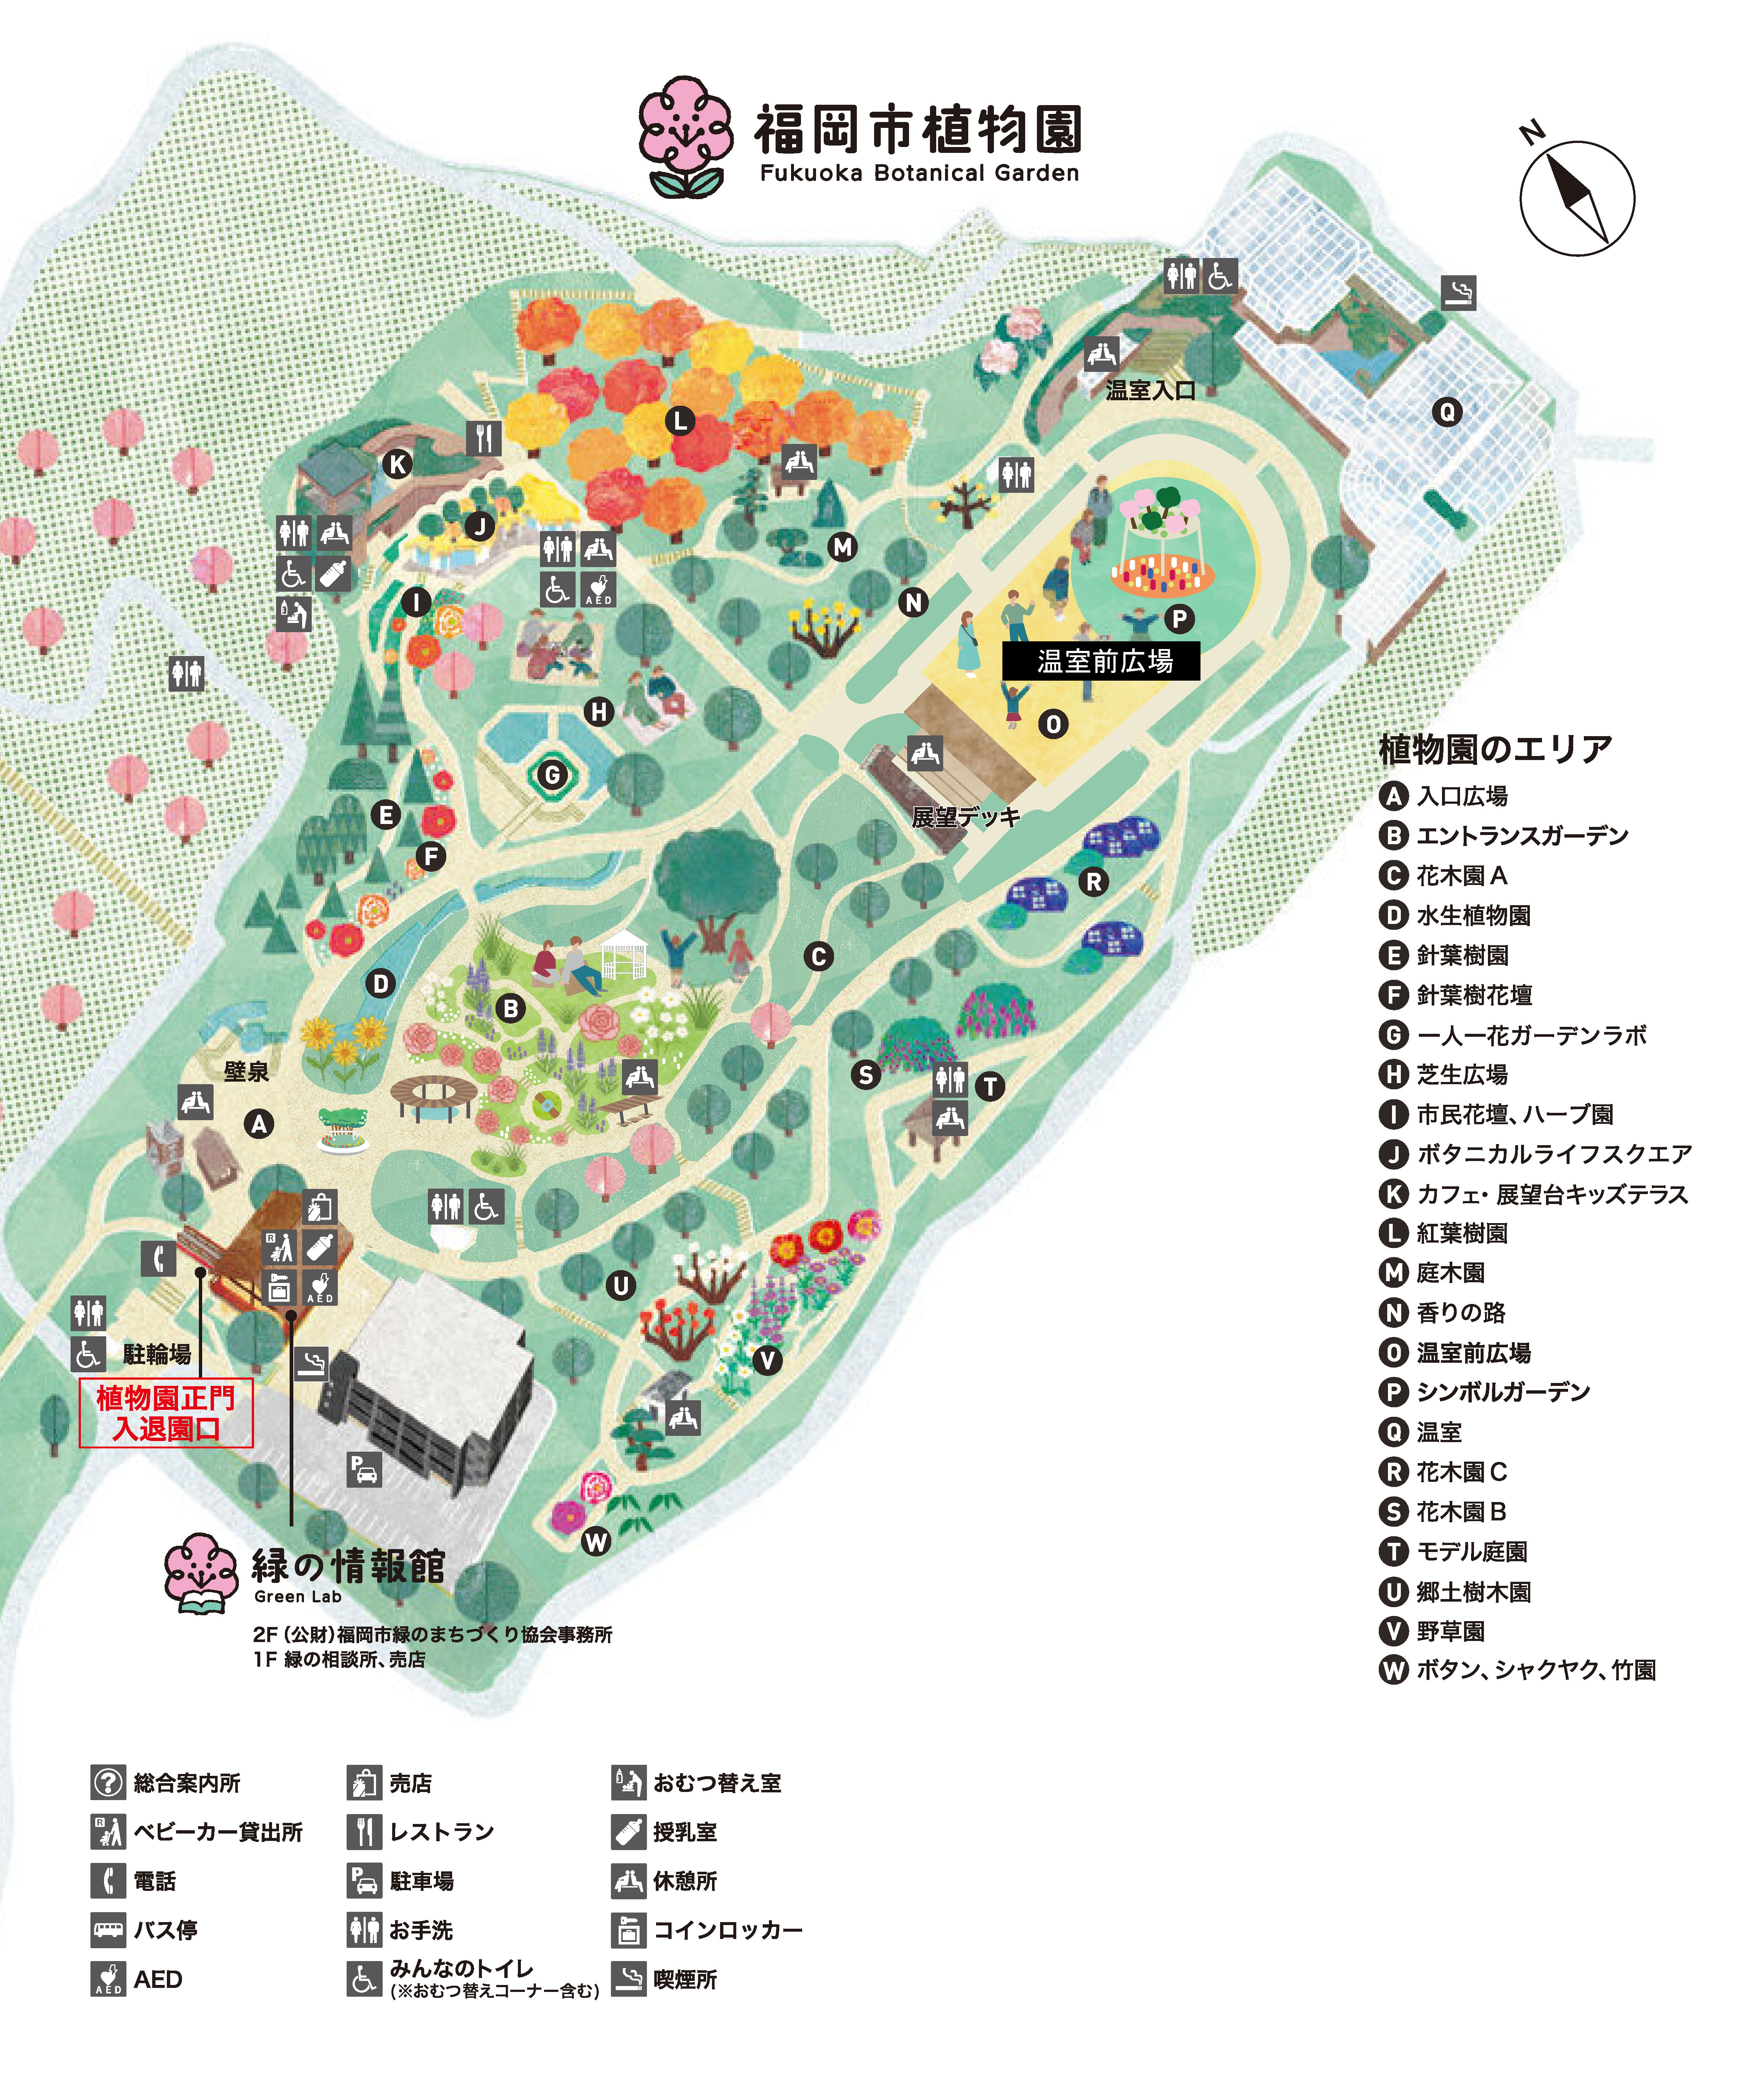 福岡市植物園
Fukuoka Botanical Garden
N
温室入口
Q
L
K
J
M
AED
I
N
P
温室前広場
H
O
G
展望デッキ
E
F
R
C
D
B
壁泉
S
T
A
R
AED
U
駐輪場
V
植物園正門
入退園口
P
W
緑の情報館
Green Lab
2F（公財）福岡市緑のまちづくり協会事務所
1F 緑の相談所、売店
植物園のエリア
A 入口広場
B エントランスガーデン
C 花木園 A
D 水生植物園
E 針葉樹園
F 針葉樹花壇
G 一人一花ガーデンラボ
H 芝生広場
I 市民花壇、ハーブ園
J ボタニカルライフスクエア
K カフェ・展望台キッズテラス
L 紅葉樹園
M 庭木園
N 香りの路
O 温室前広場
P シンボルガーデン
Q 温室
R 花木園 C
S 花木園 B
T モデル庭園
U 郷土樹木園
V 野草園
W ボタン、シャクヤク、竹園
? 総合案内所
R ベビーカー貸出所
電話
バス停
AED AED
売店
レストラン
P 駐車場
お手洗
みんなのトイレ
(※おむつ替えコーナー含む)
おむつ替え室
授乳室
休憩所
コインロッカー
喫煙所